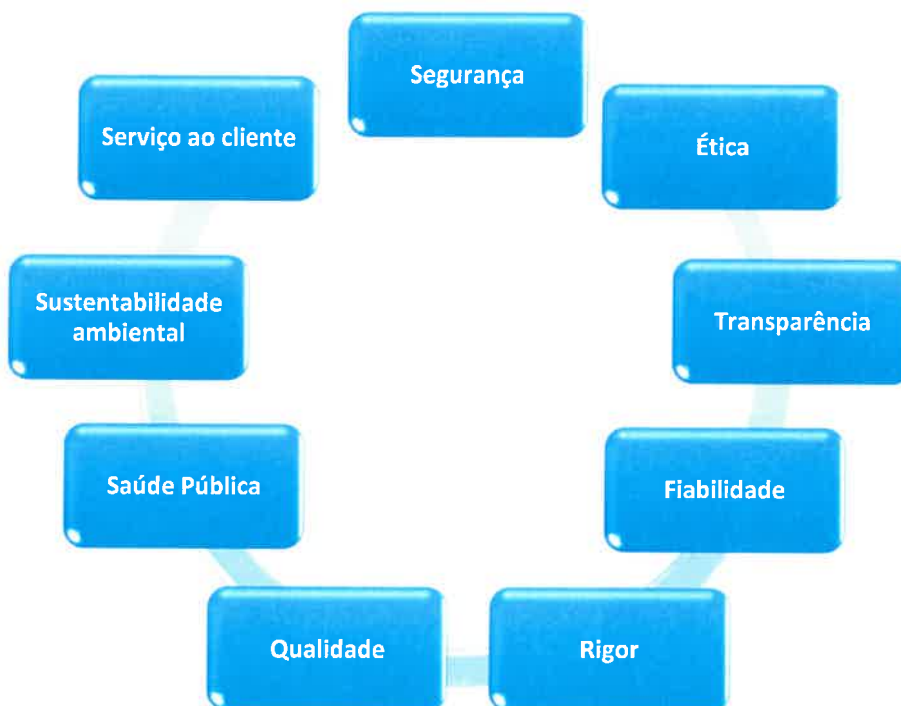 Segurança
Ética
Transparência
Fiabilidade
Rigor
Qualidade
Saúde Pública
Sustentabilidade
ambiental
Serviço ao cliente